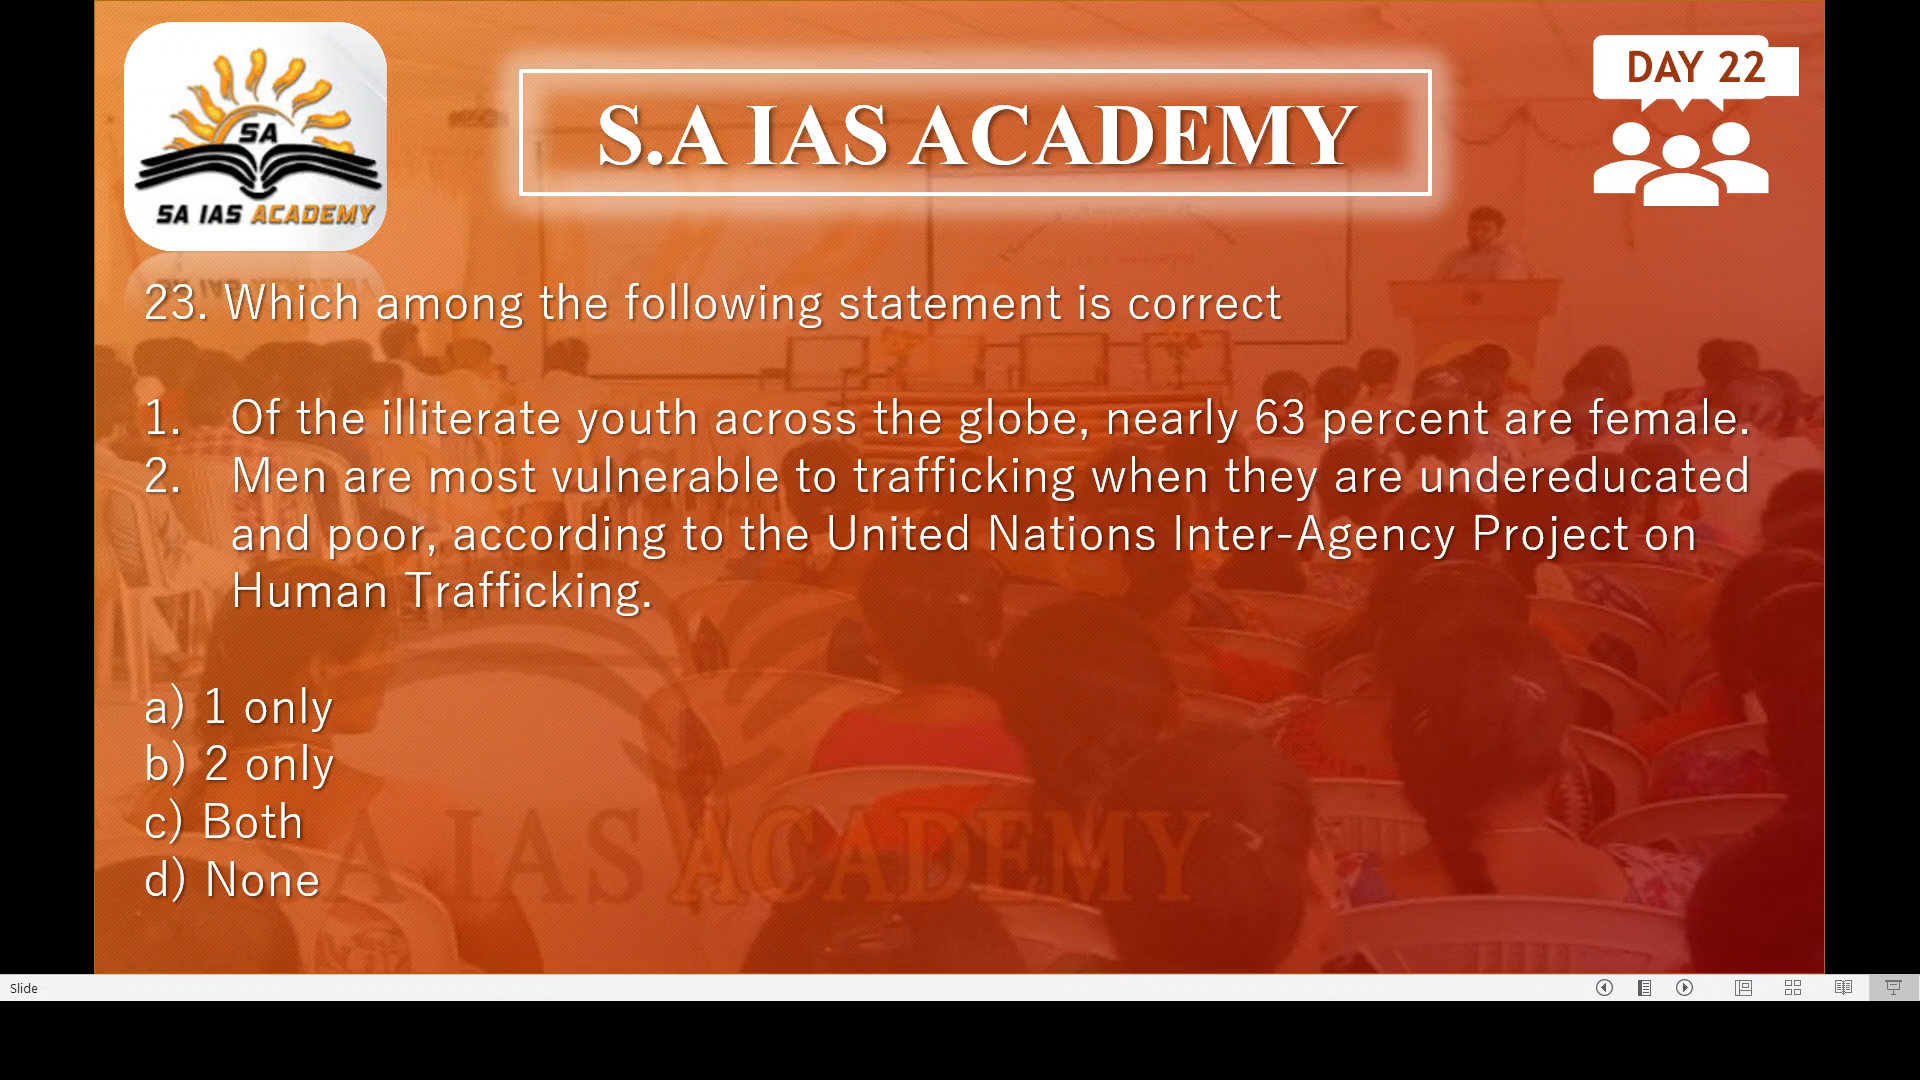 SA
SA IAS ACADEMY
S.A IAS ACADEMY
DAY 22
23. Which among the following statement is correct
1. Of the illiterate youth across the globe, nearly 63 percent are female.
2. Men are most vulnerable to trafficking when they are undereducated
and poor, according to the United Nations Inter-Agency Project on
Human Trafficking.
a) 1 only
b) 2 only
c) Both
d) None
SA IAS ACADEMY
Slide